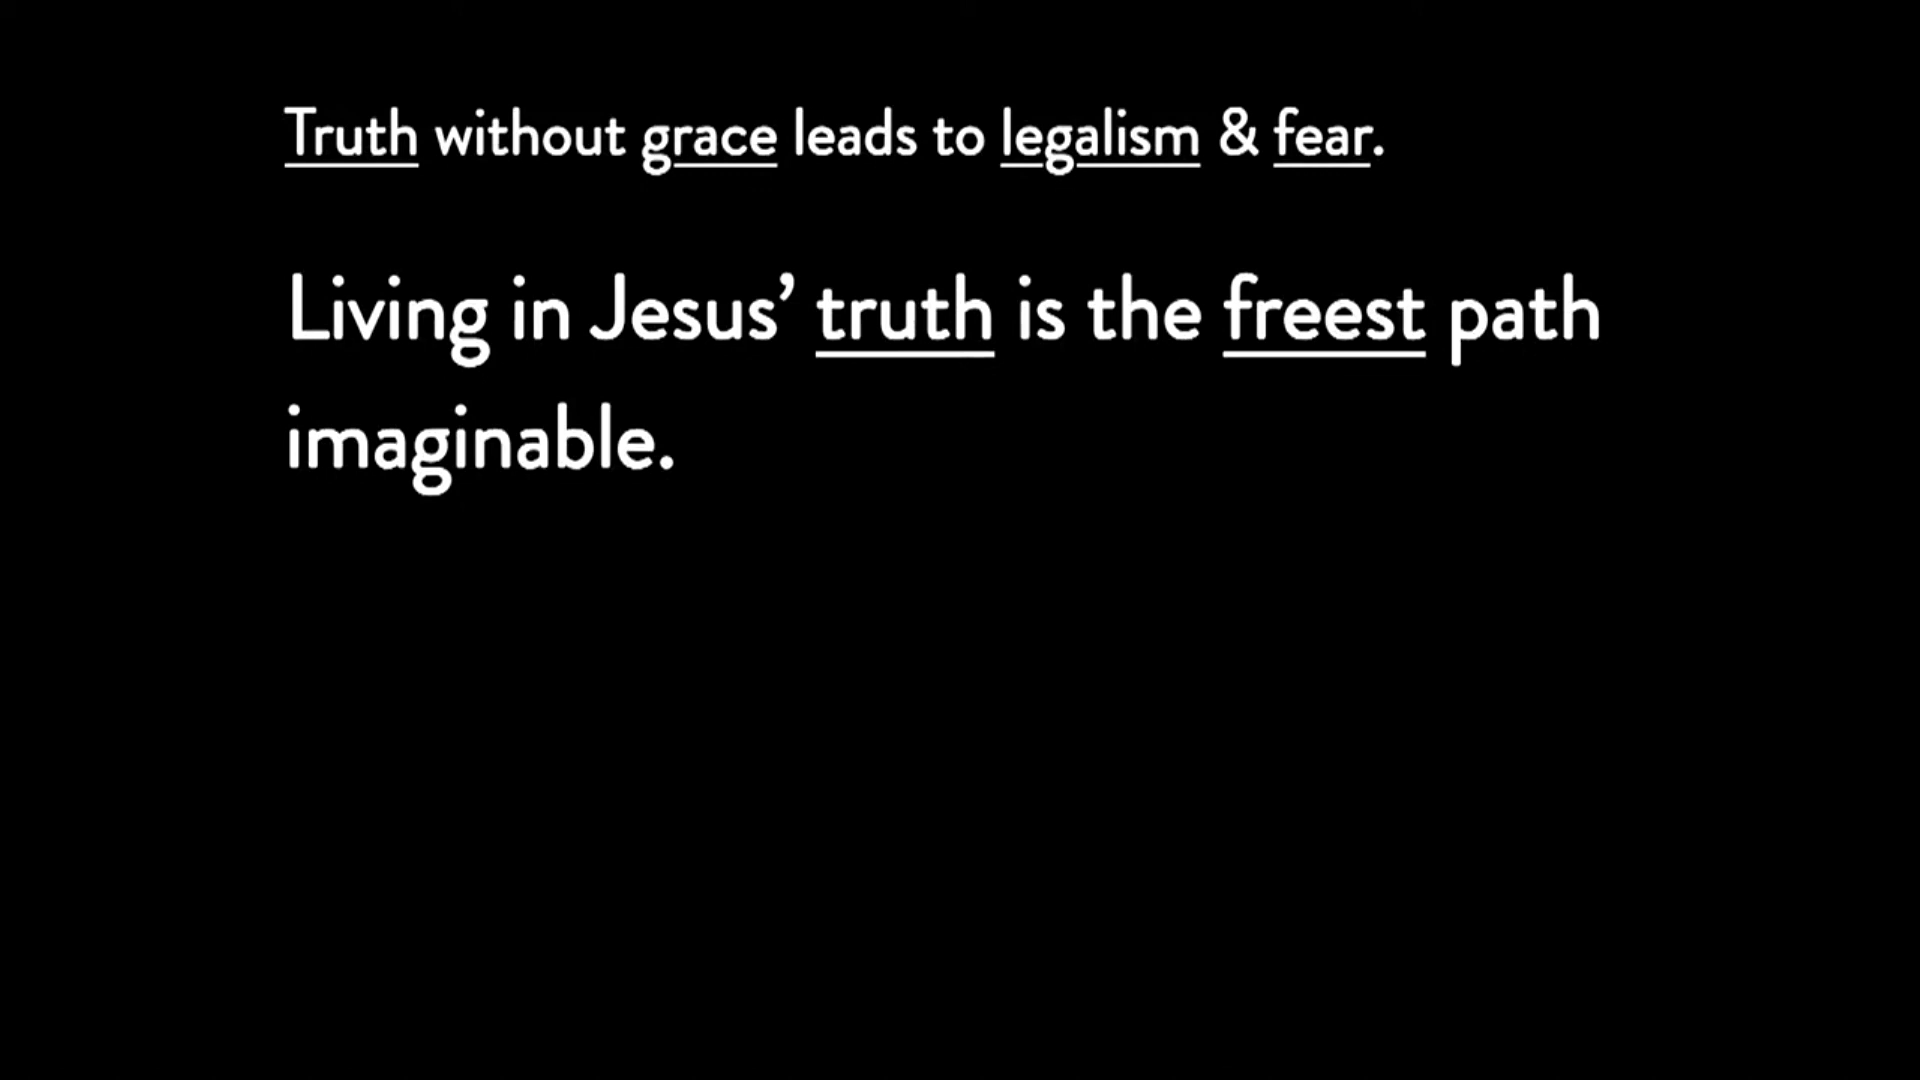 Truth without grace leads to legalism & fear.
Living in Jesus’ truth is the freest path
imaginable.